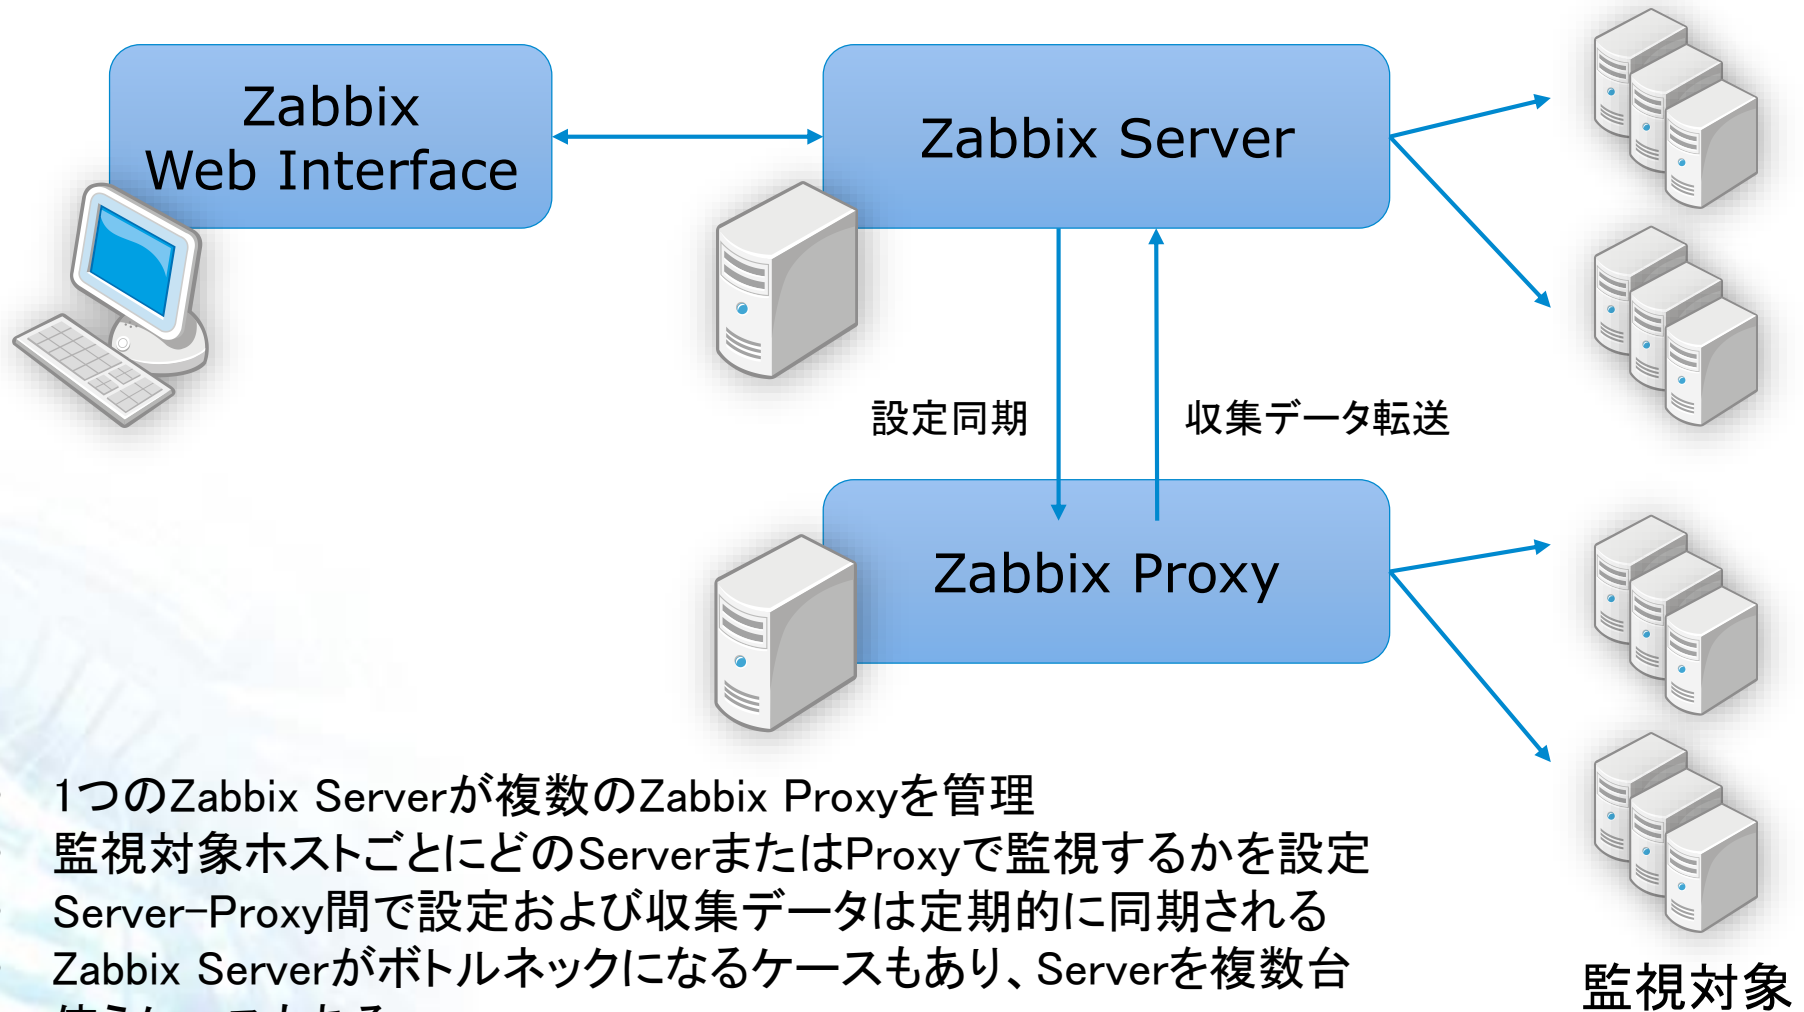 Zabbix
Web Interface
Zabbix Server
設定同期
収集データ転送
Zabbix Proxy
1つのZabbix Serverが複数のZabbix Proxyを管理
監視対象ホストごとにどのServerまたはProxyで監視するかを設定
Server-Proxy間で設定および収集データは定期的に同期される
Zabbix Serverがボトルネックになるケースもあり、Serverを複数台
監視対象